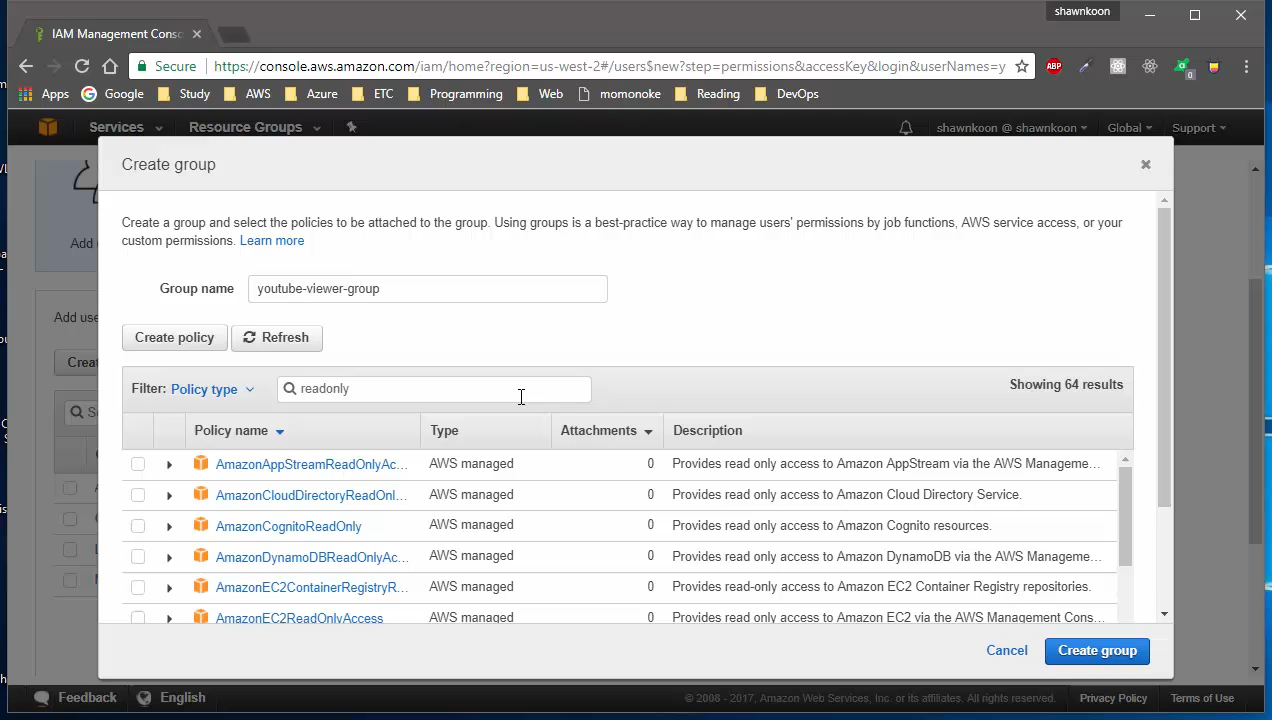 shawnkoon
IAM Management Conso
Secure https://console.aws.amazon.com/iam/home?region=us-west-2#/users$new?step=permissions&accessKey&login&userNames=y
ABP
0
Apps Google Study AWS Azure ETC Programming Web momonoke Reading DevOps
Services Resource Groups shawnkoon @ shawnkoon Global Support
Create group
Create a group and select the policies to be attached to the group. Using groups is a best-practice way to manage users' permissions by job functions, AWS service access, or your
custom permissions. Learn more
Add
Group name youtube-viewer-group
Add use
Create policy Refresh
Crea
Filter: Policy type readonly Showing 64 results
Policy name Type Attachments Description
AmazonAppStreamReadOnlyAc... AWS managed 0 Provides read only access to Amazon AppStream via the AWS Manageme...
AmazonCloudDirectoryReadOnl... AWS managed 0 Provides read only access to Amazon Cloud Directory Service.
AmazonCognitoReadOnly AWS managed 0 Provides read only access to Amazon Cognito resources.
AmazonDynamoDBReadOnlyAc... AWS managed 0 Provides read only access to Amazon DynamoDB via the AWS Manageme...
AmazonEC2ContainerRegistryR... AWS managed 0 Provides read-only access to Amazon EC2 Container Registry repositories.
AmazonEC2ReadOnlyAccess AWS managed 0 Provides read only access to Amazon EC2 via the AWS Management Cons...
Cancel Create group
Feedback English © 2008 - 2017, Amazon Web Services, Inc. or its affiliates. All rights reserved. Privacy Policy Terms of Use